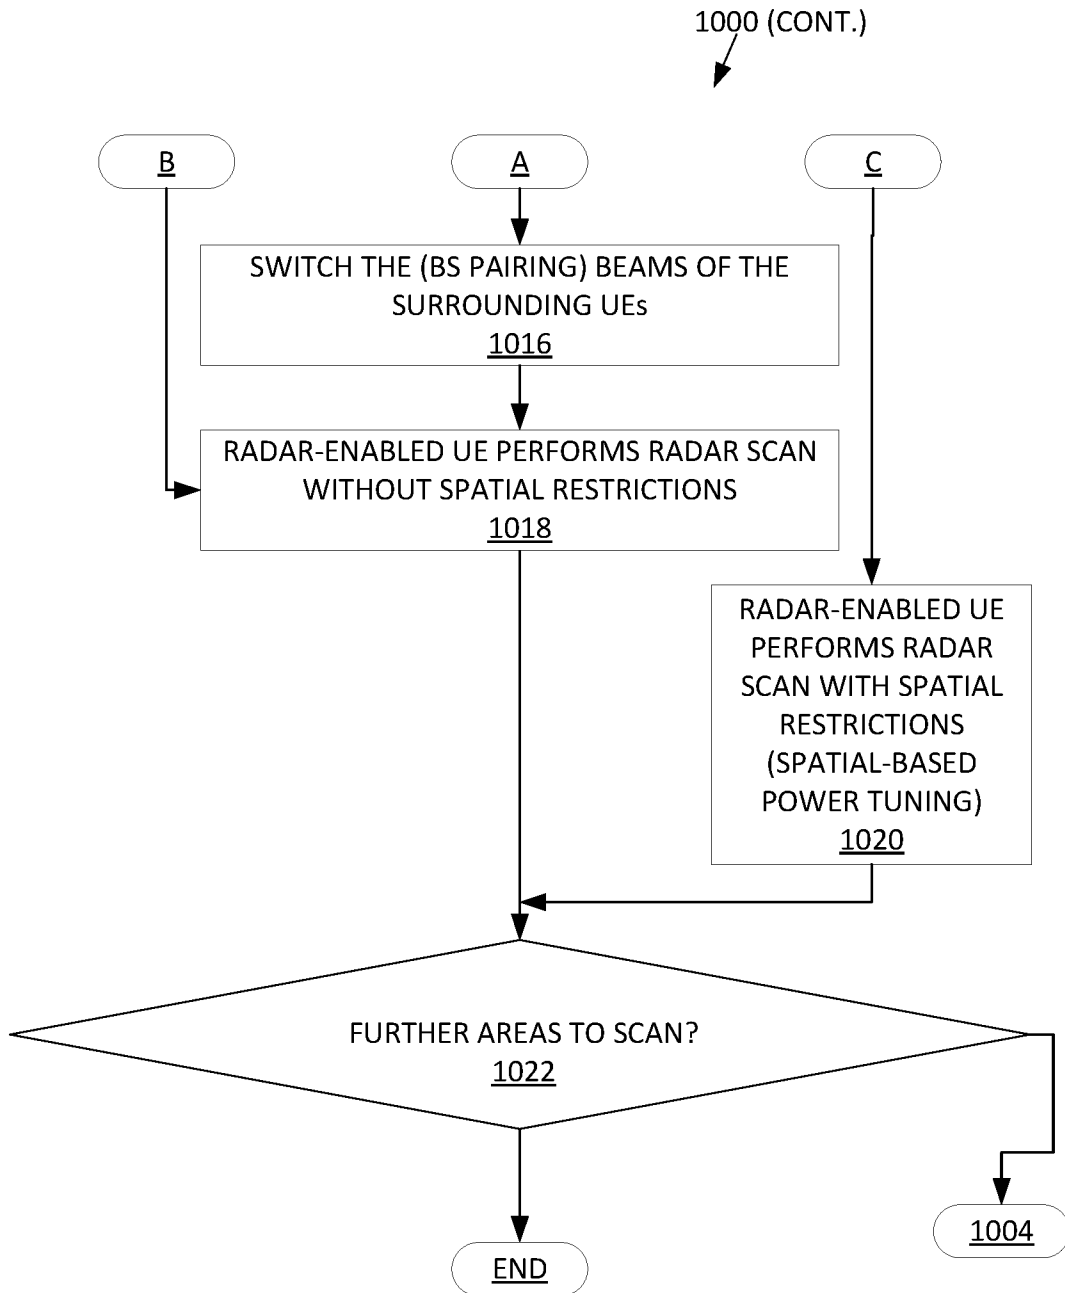 1000 (CONT.)
B
A
C
SWITCH THE (BS PAIRING) BEAMS OF THE
SURROUNDING UEs
1016
RADAR-ENABLED UE PERFORMS RADAR SCAN
WITHOUT SPATIAL RESTRICTIONS
1018
RADAR-ENABLED UE
PERFORMS RADAR
SCAN WITH SPATIAL
RESTRICTIONS
(SPATIAL-BASED
POWER TUNING)
1020
FURTHER AREAS TO SCAN?
1022
1004
END